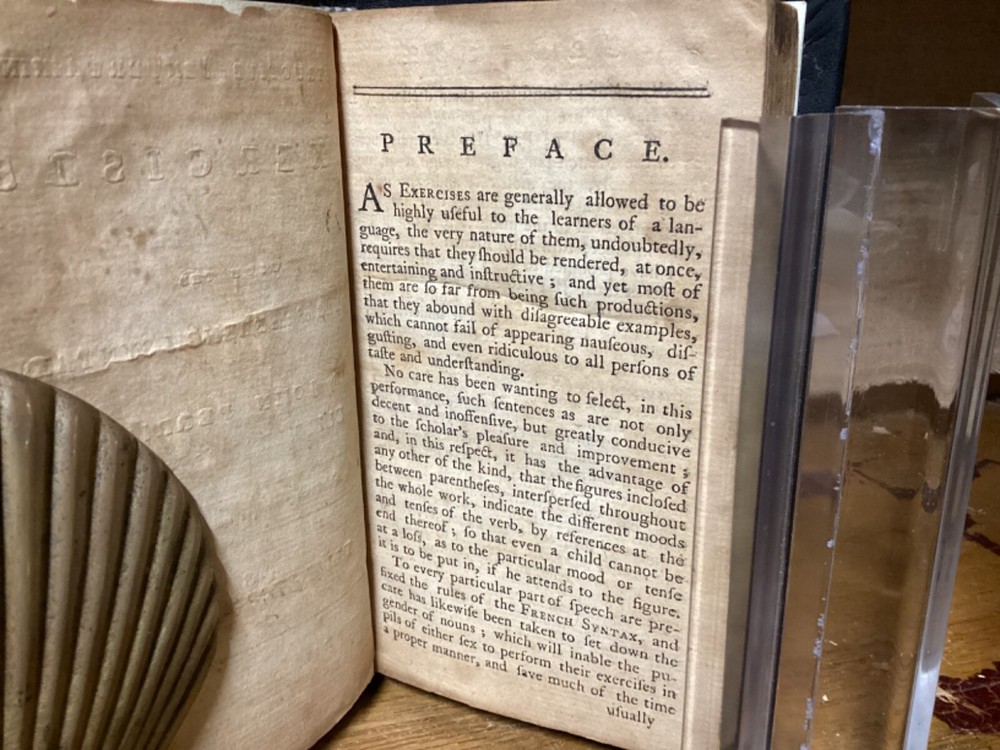 PREFACE.
AS EXERCISES are generally allowed to be
highly uſeful to the learners of a lan-
guage, the very nature of them, undoubtedly,
requires that they ſhould be rendered, at once,
entertaining and inſtructive ; and yet moſt of
them are ſo far from being ſuch productions,
that they abound with diſagreeable examples,
which cannot fail of appearing nauſeous, diſ-
guſting, and even ridiculous to all perſons of
taſte and underſtanding.
No care has been wanting to ſelect, in this
performance, ſuch ſentences as are not only
decent and inoffenſive, but greatly conducive
to the ſcholar's pleaſure and improvement ;
and, in this reſpect, it has the advantage of
any other of the kind, that the figures incloſed
between parentheſes, interſperſed throughout
the whole work, indicate the different moods
and tenſes of the verb, by references at the
end thereof ; ſo that even a child cannot be
at a loſs, as to the particular mood or tenſe
it is to be put in, if he attends to the figure.
To every particular part of ſpeech are pre-
fixed the rules of the FRENCH SYNTAX, and
care has likewiſe been taken to ſet down the
gender of nouns ; which will inable the pu-
pils of either ſex to perform their exerciſes in
a proper manner, and ſave much of the time
uſually